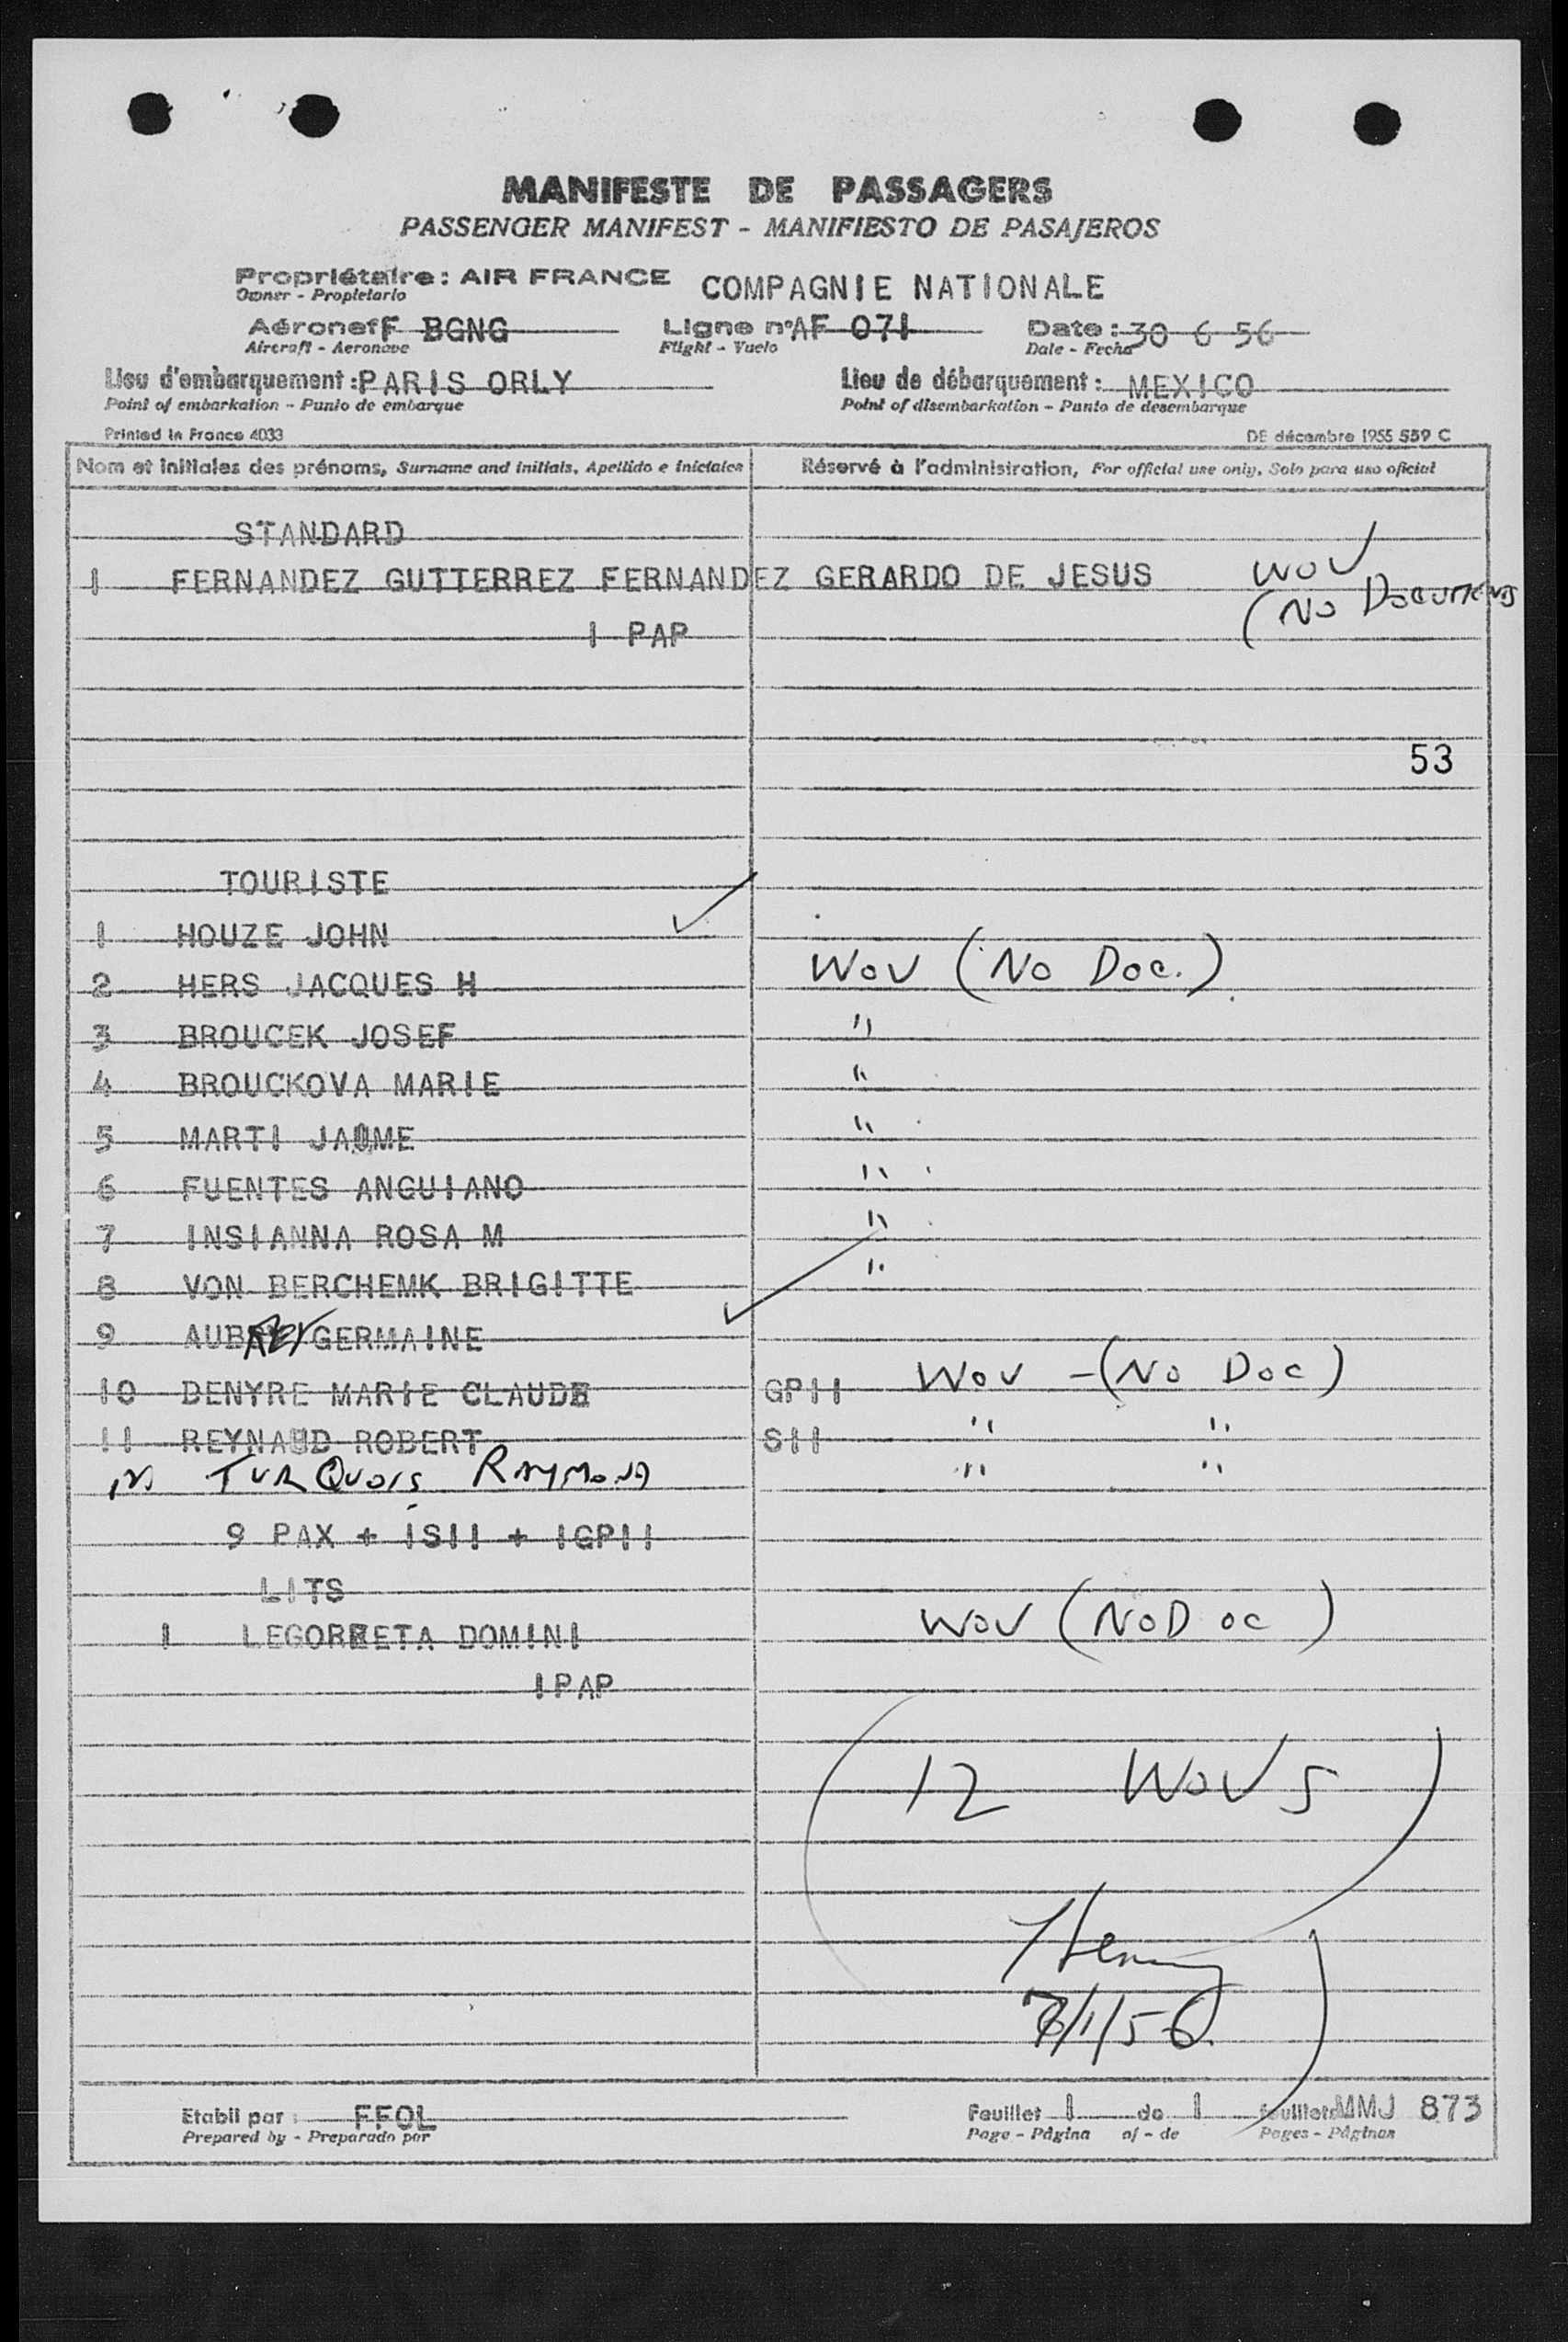 MANIFESTE DE PASSAGERS
PASSENGER MANIFEST - MANIFIESTO DE PASAJEROS
Propriétaire: AIR FRANCE COMPAGNIE NATIONALE
Owner - Propietario
Aéronef F BGNG Ligne n° AF 071 Date: 30 6 56
Aircraft - Aeronave Flight - Vuelo Date - Fecha
Lieu d'embarquement: PARIS ORLY Lieu de débarquement: MEXICO
Point of embarkation - Punto de embarque Point of disembarkation - Punto de desembarque
Printed in France 4033 DE décembre 1955 559 C
Nom et initiales des prénoms, Surname and initials, Apellido e iniciales Réservé à l'administration, For official use only, Solo para uso oficial
STANDARD
1 FERNANDEZ GUTTERREZ FERNANDEZ GERARDO DE JESUS WOV
(No Documents
1 PAP
53
TOURISTE
1 HOUZE JOHN
2 HERS JACQUES H WOV (No Doc.)
3 BROUCEK JOSEF "
4 BROUCKOVA MARIE "
5 MARTI JAUME "
6 FUENTES ANGUIANO "
7 INSIANNA ROSA M "
8 VON BERCHEMK BRIGITTE "
9 AUBREY GERMAINE
10 DENYRE MARIE CLAUDE GPII WOV - (No Doc)
11 REYNAUD ROBERT SII " "
12 TURQUOIS RAYMOND " "
9 PAX + 1SII + 1GPII
LITS
1 LEGORRETA DOMINI WOV (No Doc)
1PAP
12 WOVS
7/1/56
Etabli par: FFOL Feuillet 1 de 1 feuillets MMJ 873
Prepared by - Preparado por Page - Página of - de Pages - Páginas